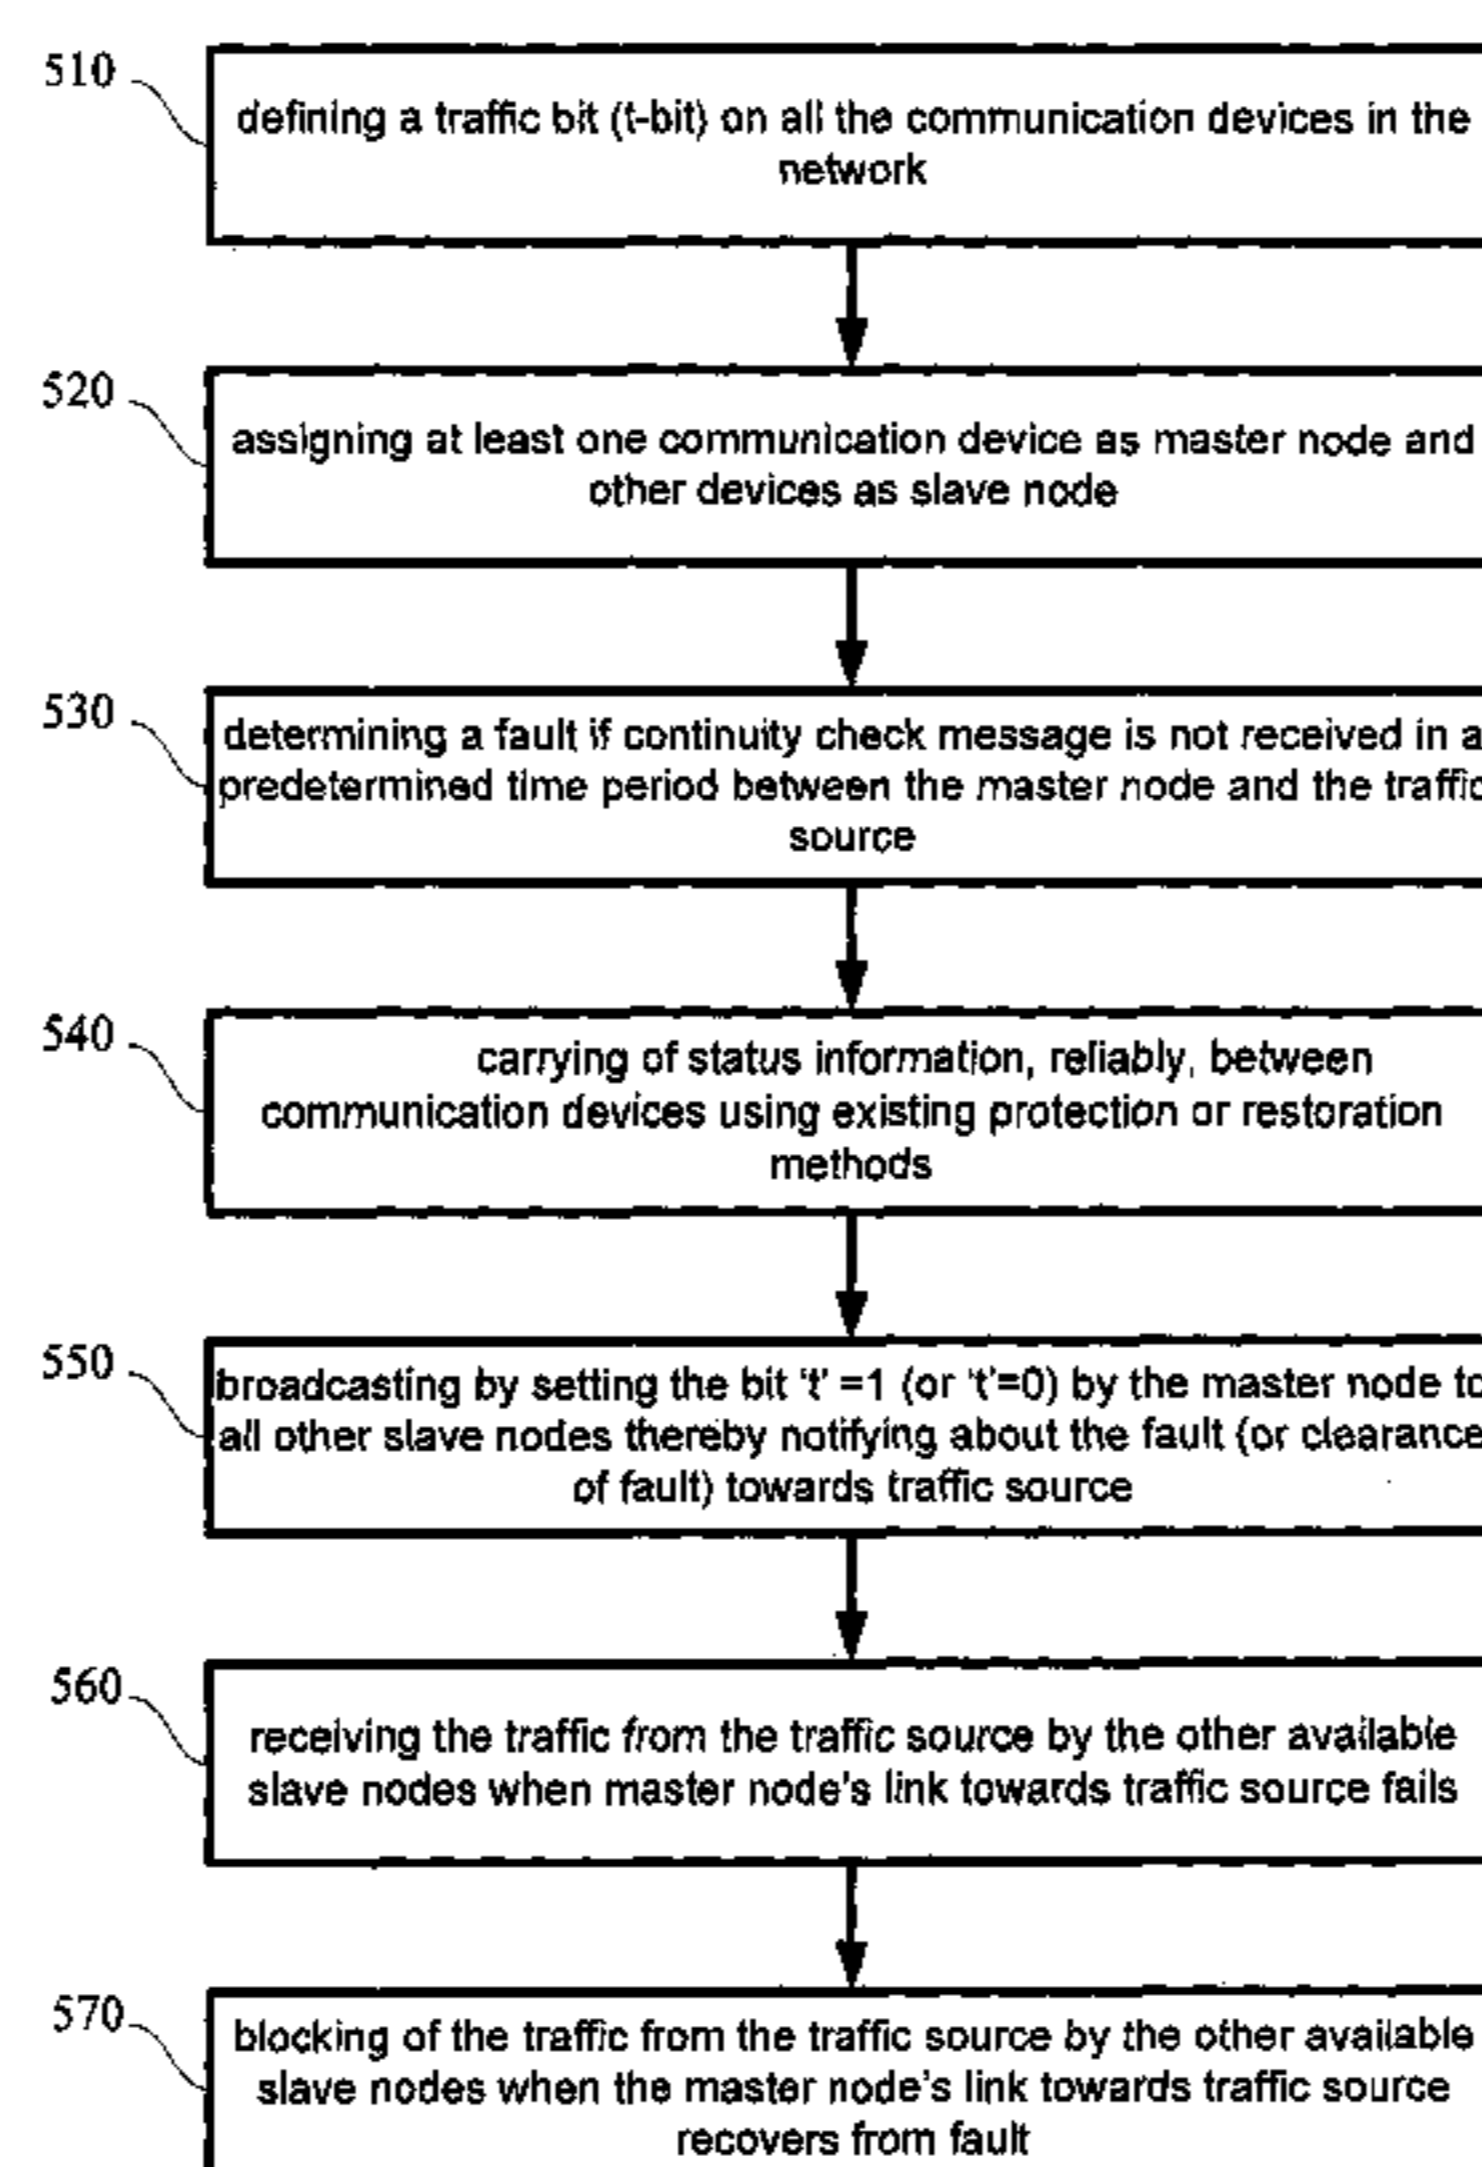 510
defining a traffic bit (t-bit) on all the communication devices in the
network
520
assigning at least one communication device as master node and
other devices as slave node
530
determining a fault if continuity check message is not received in a
predetermined time period between the master node and the traffic
source
540
carrying of status information, reliably, between
communication devices using existing protection or restoration
methods
550
broadcasting by setting the bit ‘t’ =1 (or ‘t’=0) by the master node to
all other slave nodes thereby notifying about the fault (or clearance
of fault) towards traffic source
560
receiving the traffic from the traffic source by the other available
slave nodes when master node's link towards traffic source fails
570
blocking of the traffic from the traffic source by the other available
slave nodes when the master node's link towards traffic source
recovers from fault